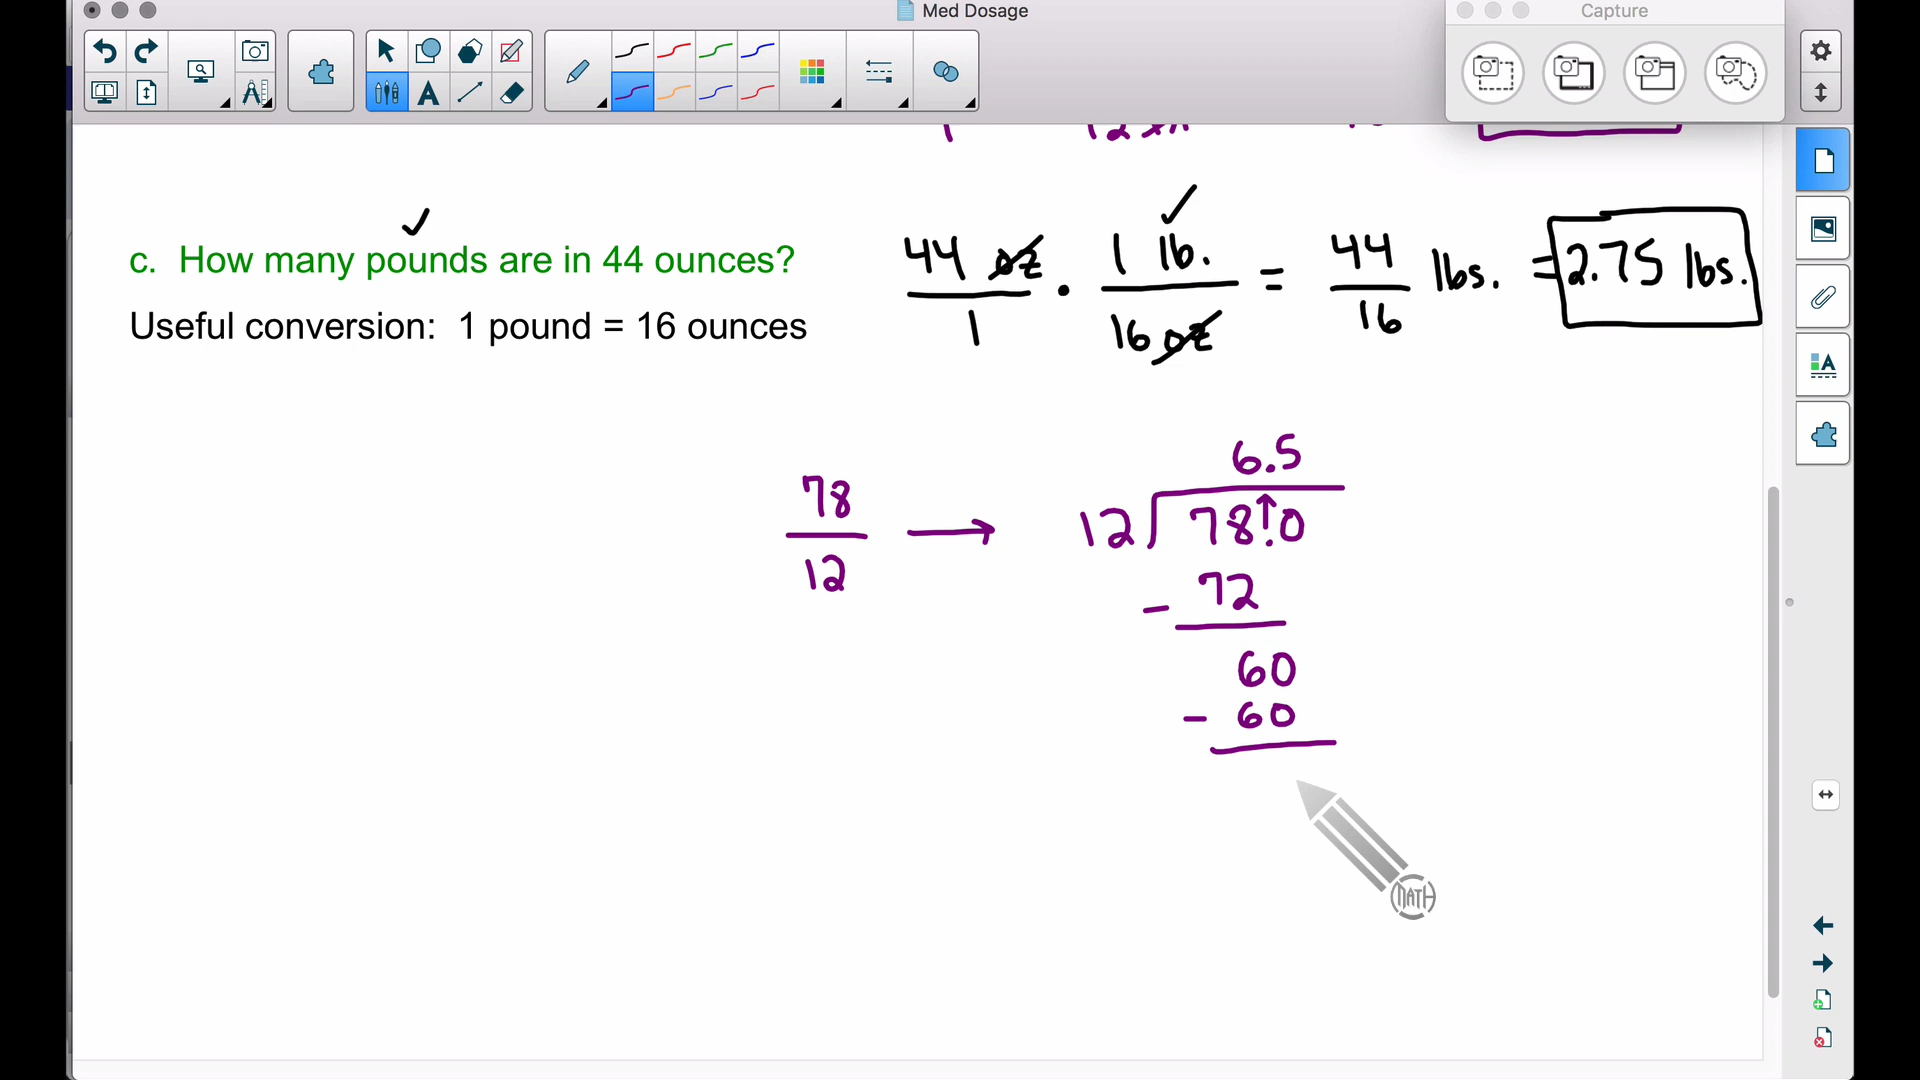 Med Dosage
Capture
c. How many pounds are in 44 ounces?
44 oz / 1 · 1 lb. / 16 oz = 44 / 16 lbs. = 2.75 lbs.
Useful conversion: 1 pound = 16 ounces
78 / 12 → 12 ⟌ 78.0
6.5
- 72
60
- 60
MATH